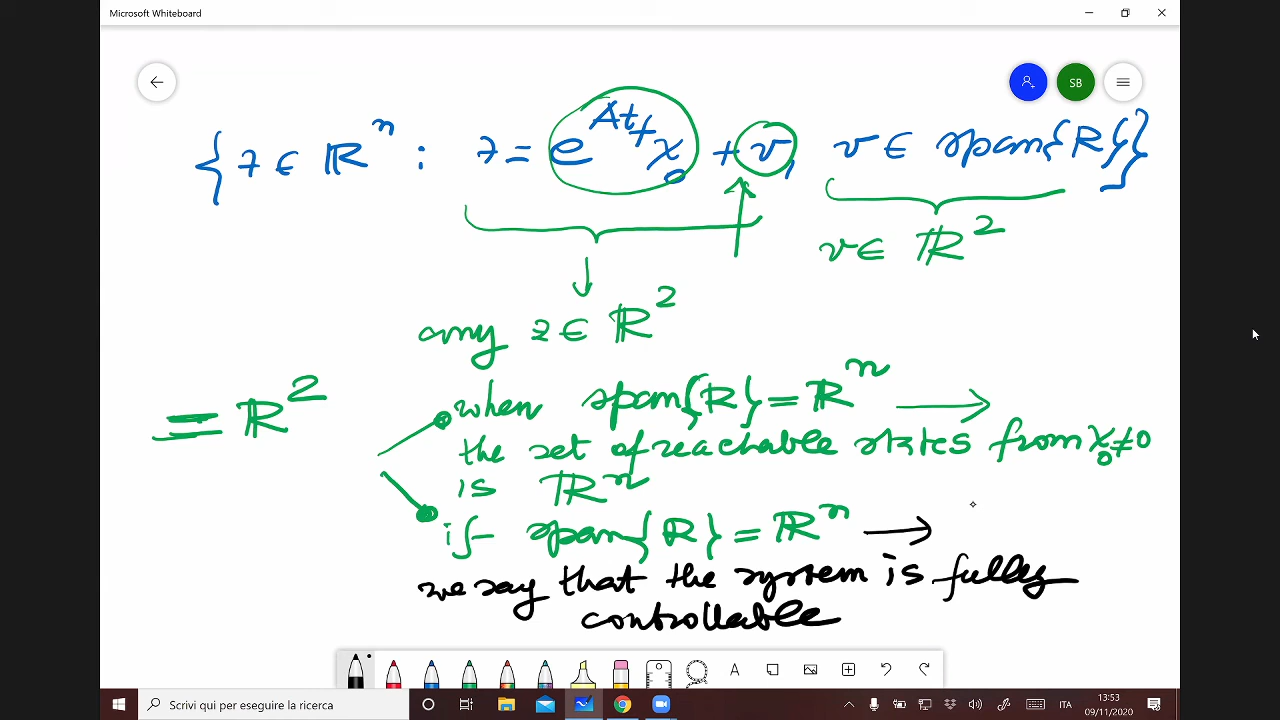 Microsoft Whiteboard
SB
{ z ∈ ℝⁿ : z = e^{At_f} x₀ + v, v ∈ span{R} }
v ∈ ℝ²
any z ∈ ℝ²
= ℝ²
when span{R} = ℝⁿ →
the set of reachable states from x₀ ≠ 0
is ℝⁿ
if span{R} = ℝⁿ →
we say that the system is fully
controllable
A
Scrivi qui per eseguire la ricerca
ITA
13:53
09/11/2020